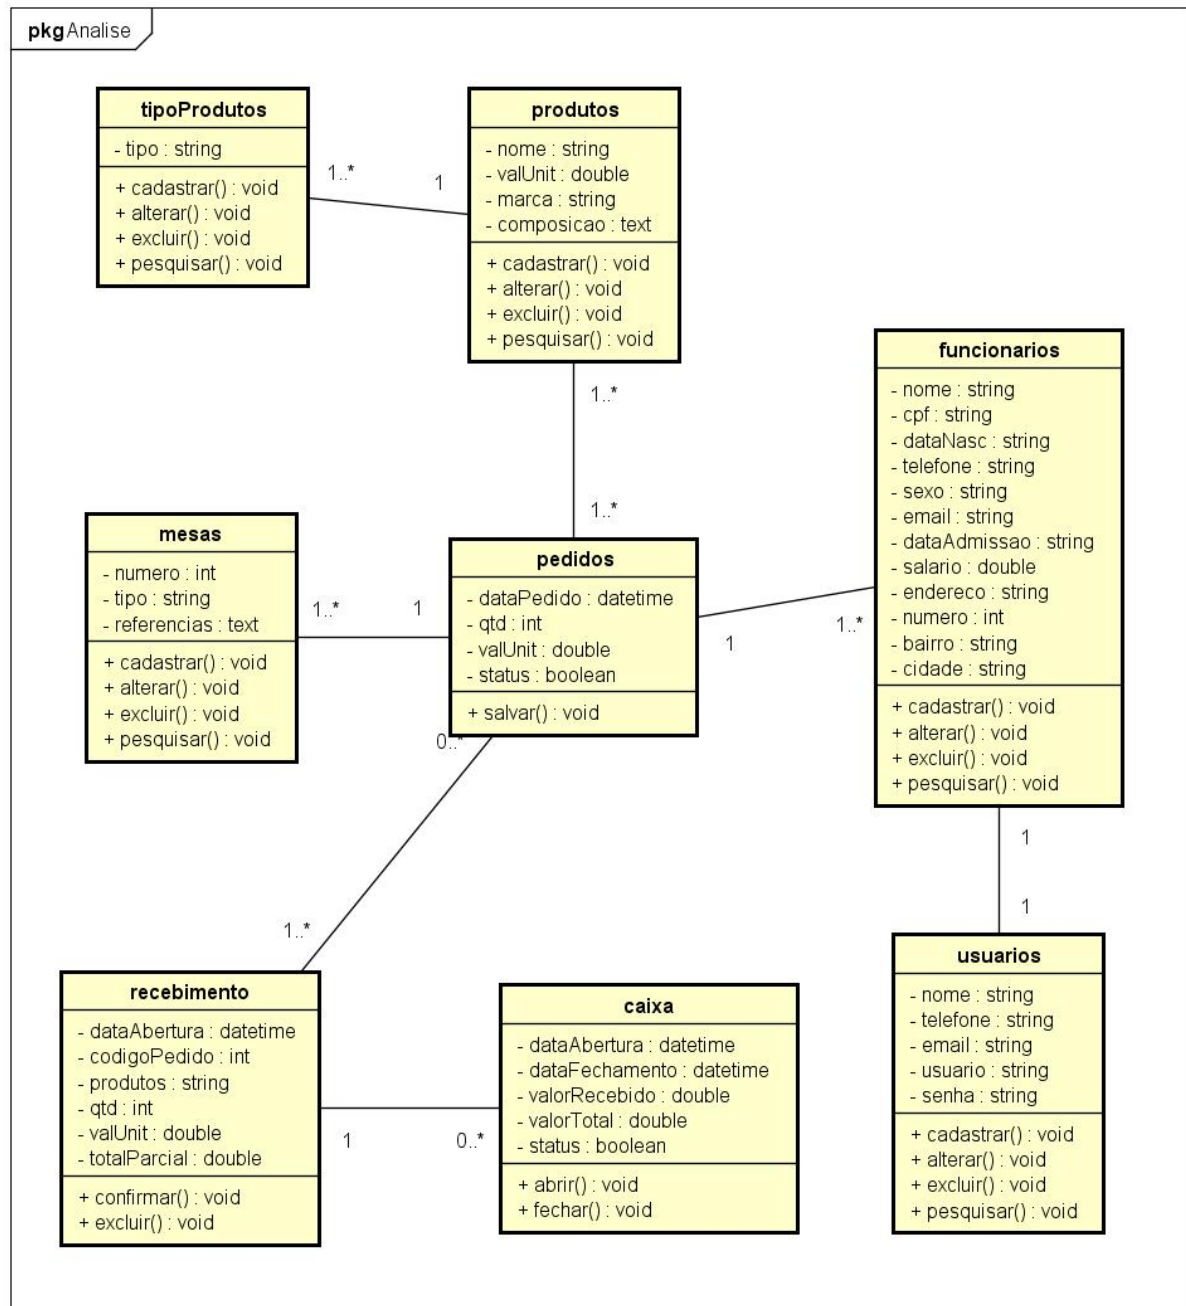 pkg Analise
tipoProdutos
- tipo : string
+ cadastrar() : void
+ alterar() : void
+ excluir() : void
+ pesquisar() : void
1..*
1
produtos
- nome : string
- valUnit : double
- marca : string
- composicao : text
+ cadastrar() : void
+ alterar() : void
+ excluir() : void
+ pesquisar() : void
1..*
1..*
funcionarios
- nome : string
- cpf : string
- dataNasc : string
- telefone : string
- sexo : string
- email : string
- dataAdmissao : string
- salario : double
- endereco : string
- numero : int
- bairro : string
- cidade : string
+ cadastrar() : void
+ alterar() : void
+ excluir() : void
+ pesquisar() : void
mesas
- numero : int
- tipo : string
- referencias : text
+ cadastrar() : void
+ alterar() : void
+ excluir() : void
+ pesquisar() : void
1..*
1
pedidos
- dataPedido : datetime
- qtd : int
- valUnit : double
- status : boolean
+ salvar() : void
1
1..*
0..*
1..*
1
1
recebimento
- dataAbertura : datetime
- codigoPedido : int
- produtos : string
- qtd : int
- valUnit : double
- totalParcial : double
+ confirmar() : void
+ excluir() : void
1
0..*
caixa
- dataAbertura : datetime
- dataFechamento : datetime
- valorRecebido : double
- valorTotal : double
- status : boolean
+ abrir() : void
+ fechar() : void
usuarios
- nome : string
- telefone : string
- email : string
- usuario : string
- senha : string
+ cadastrar() : void
+ alterar() : void
+ excluir() : void
+ pesquisar() : void